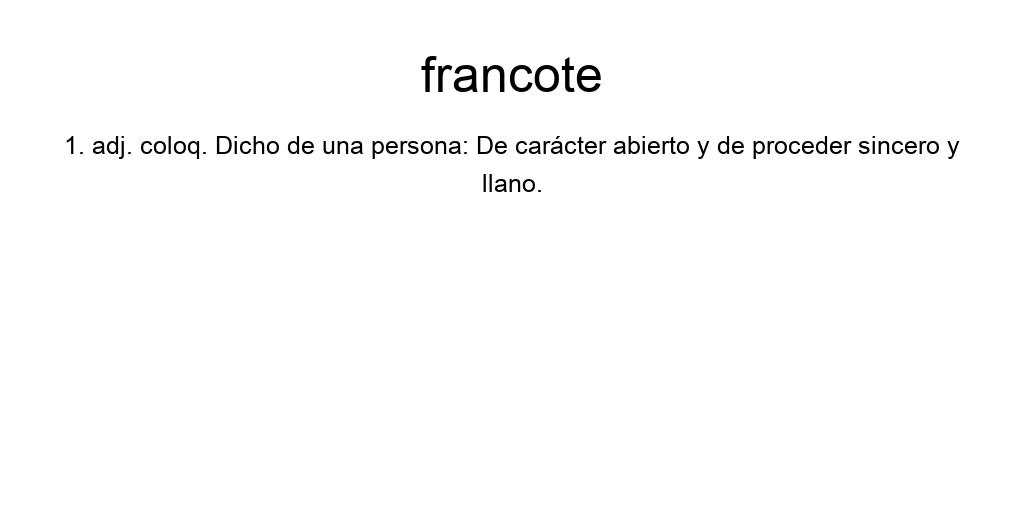 francote
1. adj. coloq. Dicho de una persona: De carácter abierto y de proceder sincero y
llano.